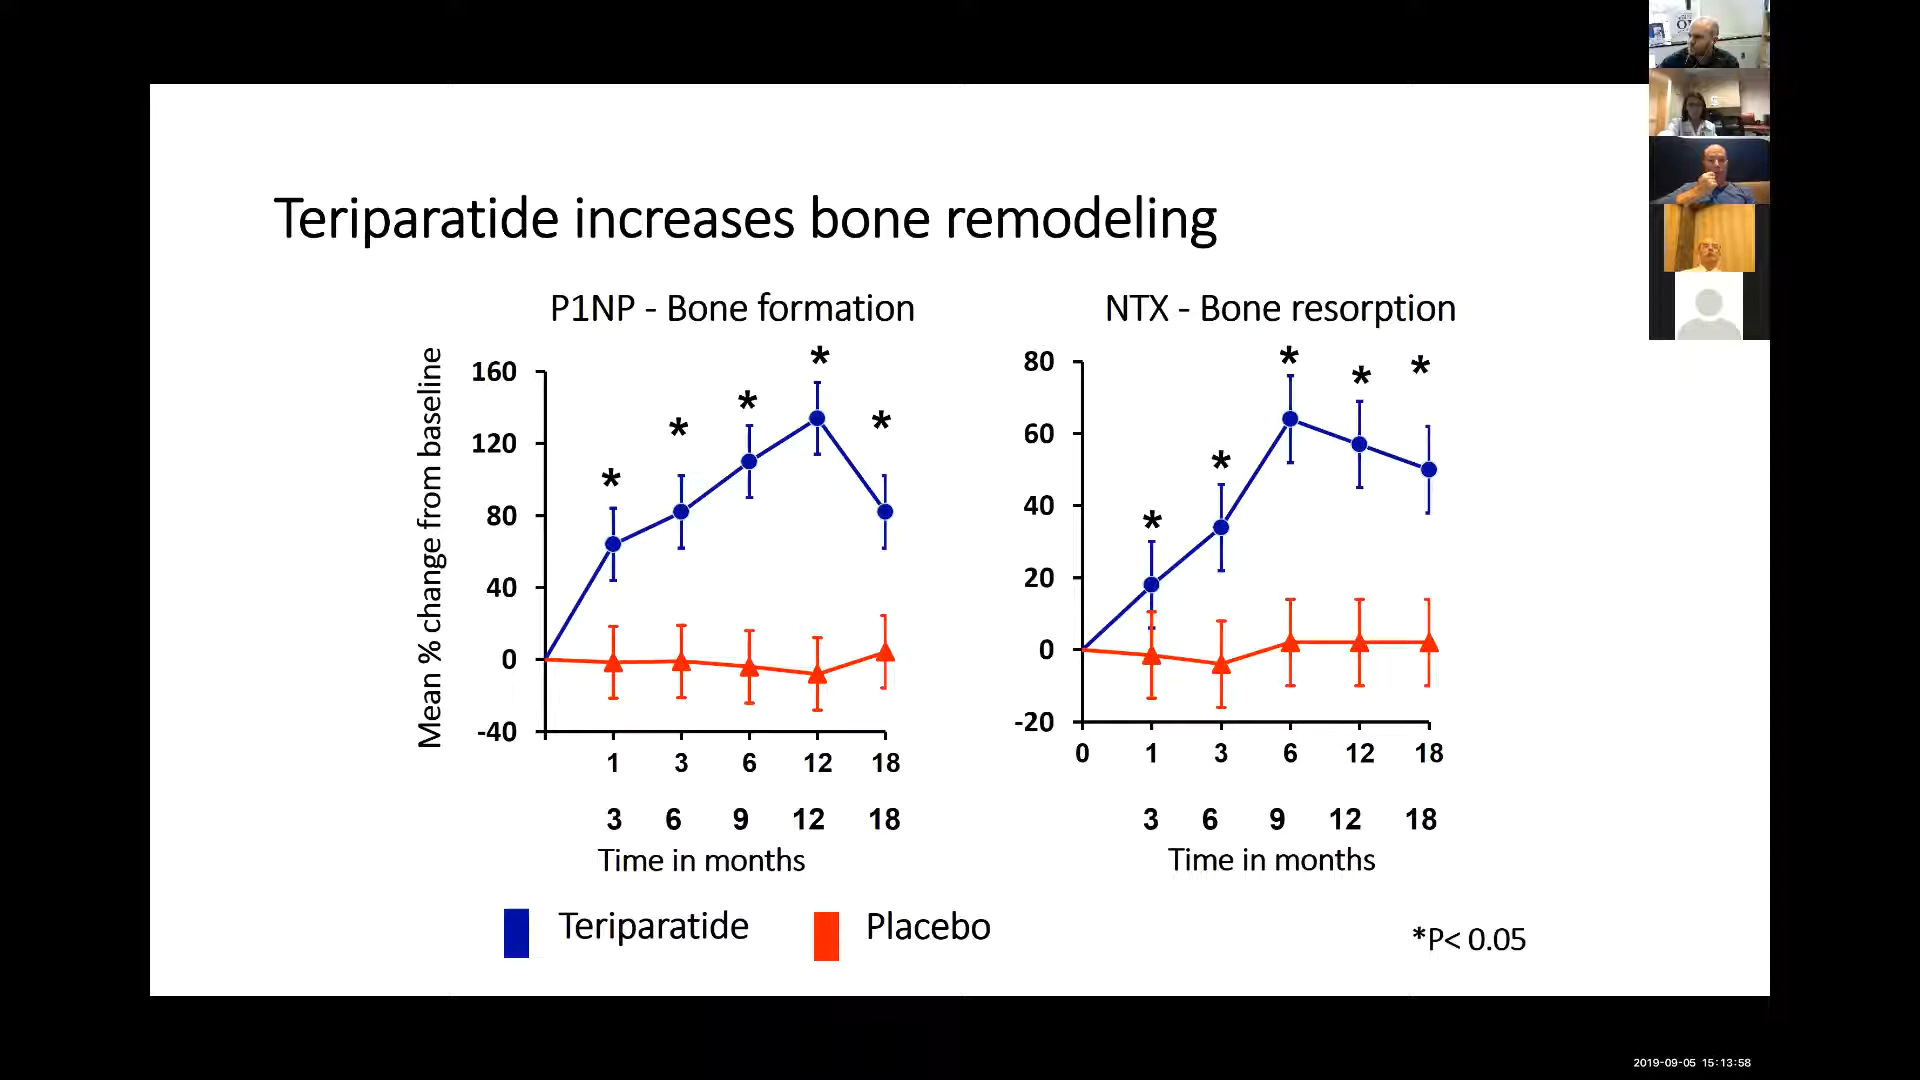 Teriparatide increases bone remodeling
P1NP - Bone formation
Mean % change from baseline
160
120
80
40
0
-40
* * * * *
1 3 6 12 18
3 6 9 12 18
Time in months
NTX - Bone resorption
80
60
40
20
0
-20
* * * * *
0 1 3 6 12 18
3 6 9 12 18
Time in months
Teriparatide Placebo
*P< 0.05
2019-09-05 15:13:58